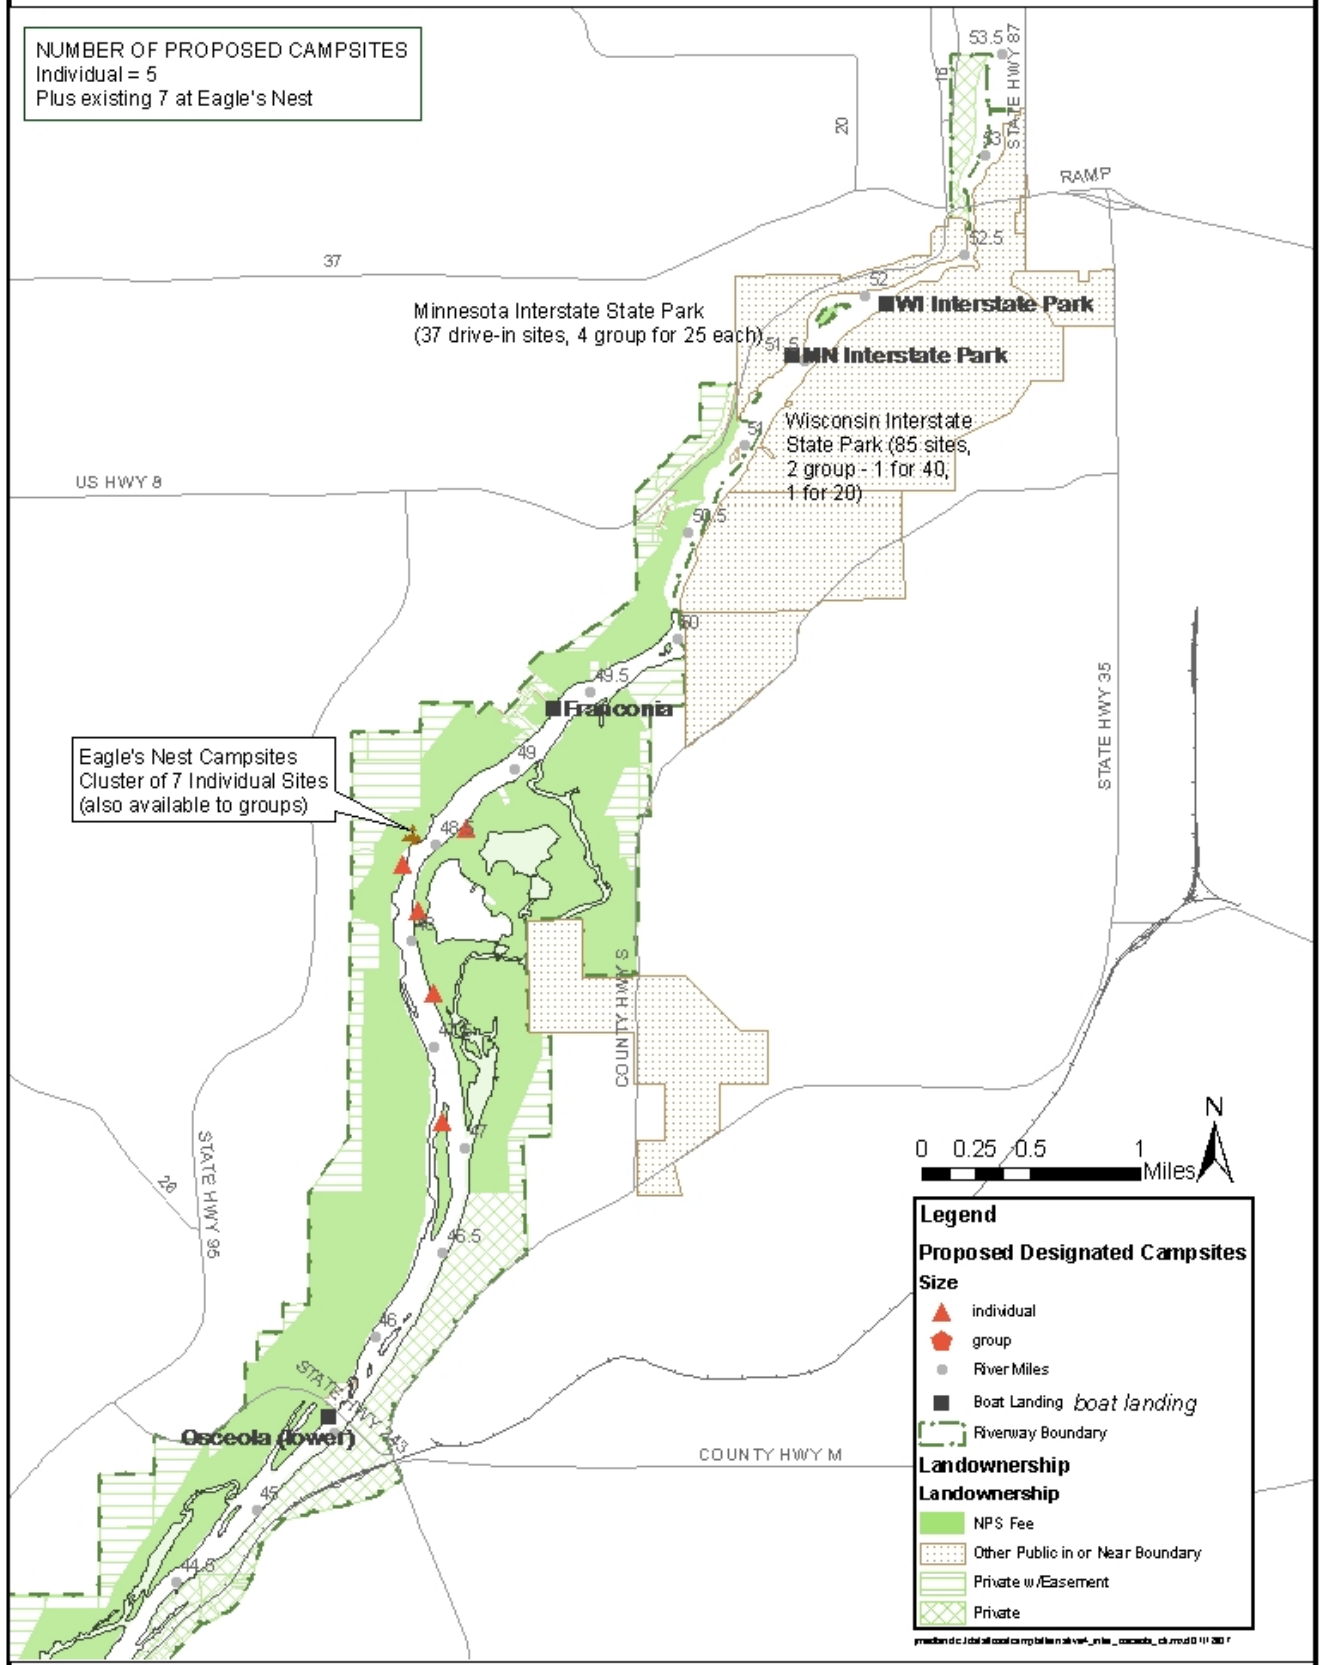 NUMBER OF PROPOSED CAMPSITES
Individual = 5
Plus existing 7 at Eagle's Nest
53.5
STATE HWY 87
16
20
53
RAMP
52.5
37
52
WI Interstate Park
Minnesota Interstate State Park
(37 drive-in sites, 4 group for 25 each)
51.5
MN Interstate Park
51
Wisconsin Interstate
State Park (85 sites,
2 group - 1 for 40,
1 for 20)
US HWY 8
50.5
50
49.5
Franconia
STATE HWY 35
49
Eagle's Nest Campsites
Cluster of 7 Individual Sites
(also available to groups)
48.5
48
COUNTY HWY S
47.5
47
STATE HWY 95
26
46.5
46
STATE HWY 243
Osceola (lower)
COUNTY HWY M
45
44.5
N
0 0.25 0.5 1
Miles
Legend
Proposed Designated Campsites
Size
individual
group
River Miles
Boat Landing boat landing
Riverway Boundary
Landownership
Landownership
NPS Fee
Other Public in or Near Boundary
Private w/Easement
Private